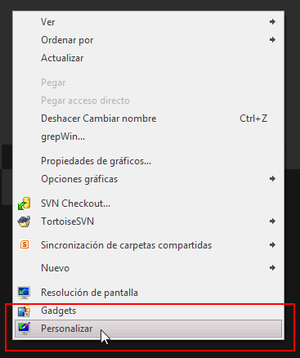 Ver
Ordenar por
Actualizar
Pegar
Pegar acceso directo
Deshacer Cambiar nombre Ctrl+Z
grepWin...
Propiedades de gráficos...
Opciones gráficas
SVN Checkout...
TortoiseSVN
Sincronización de carpetas compartidas
Nuevo
Resolución de pantalla
Gadgets
Personalizar